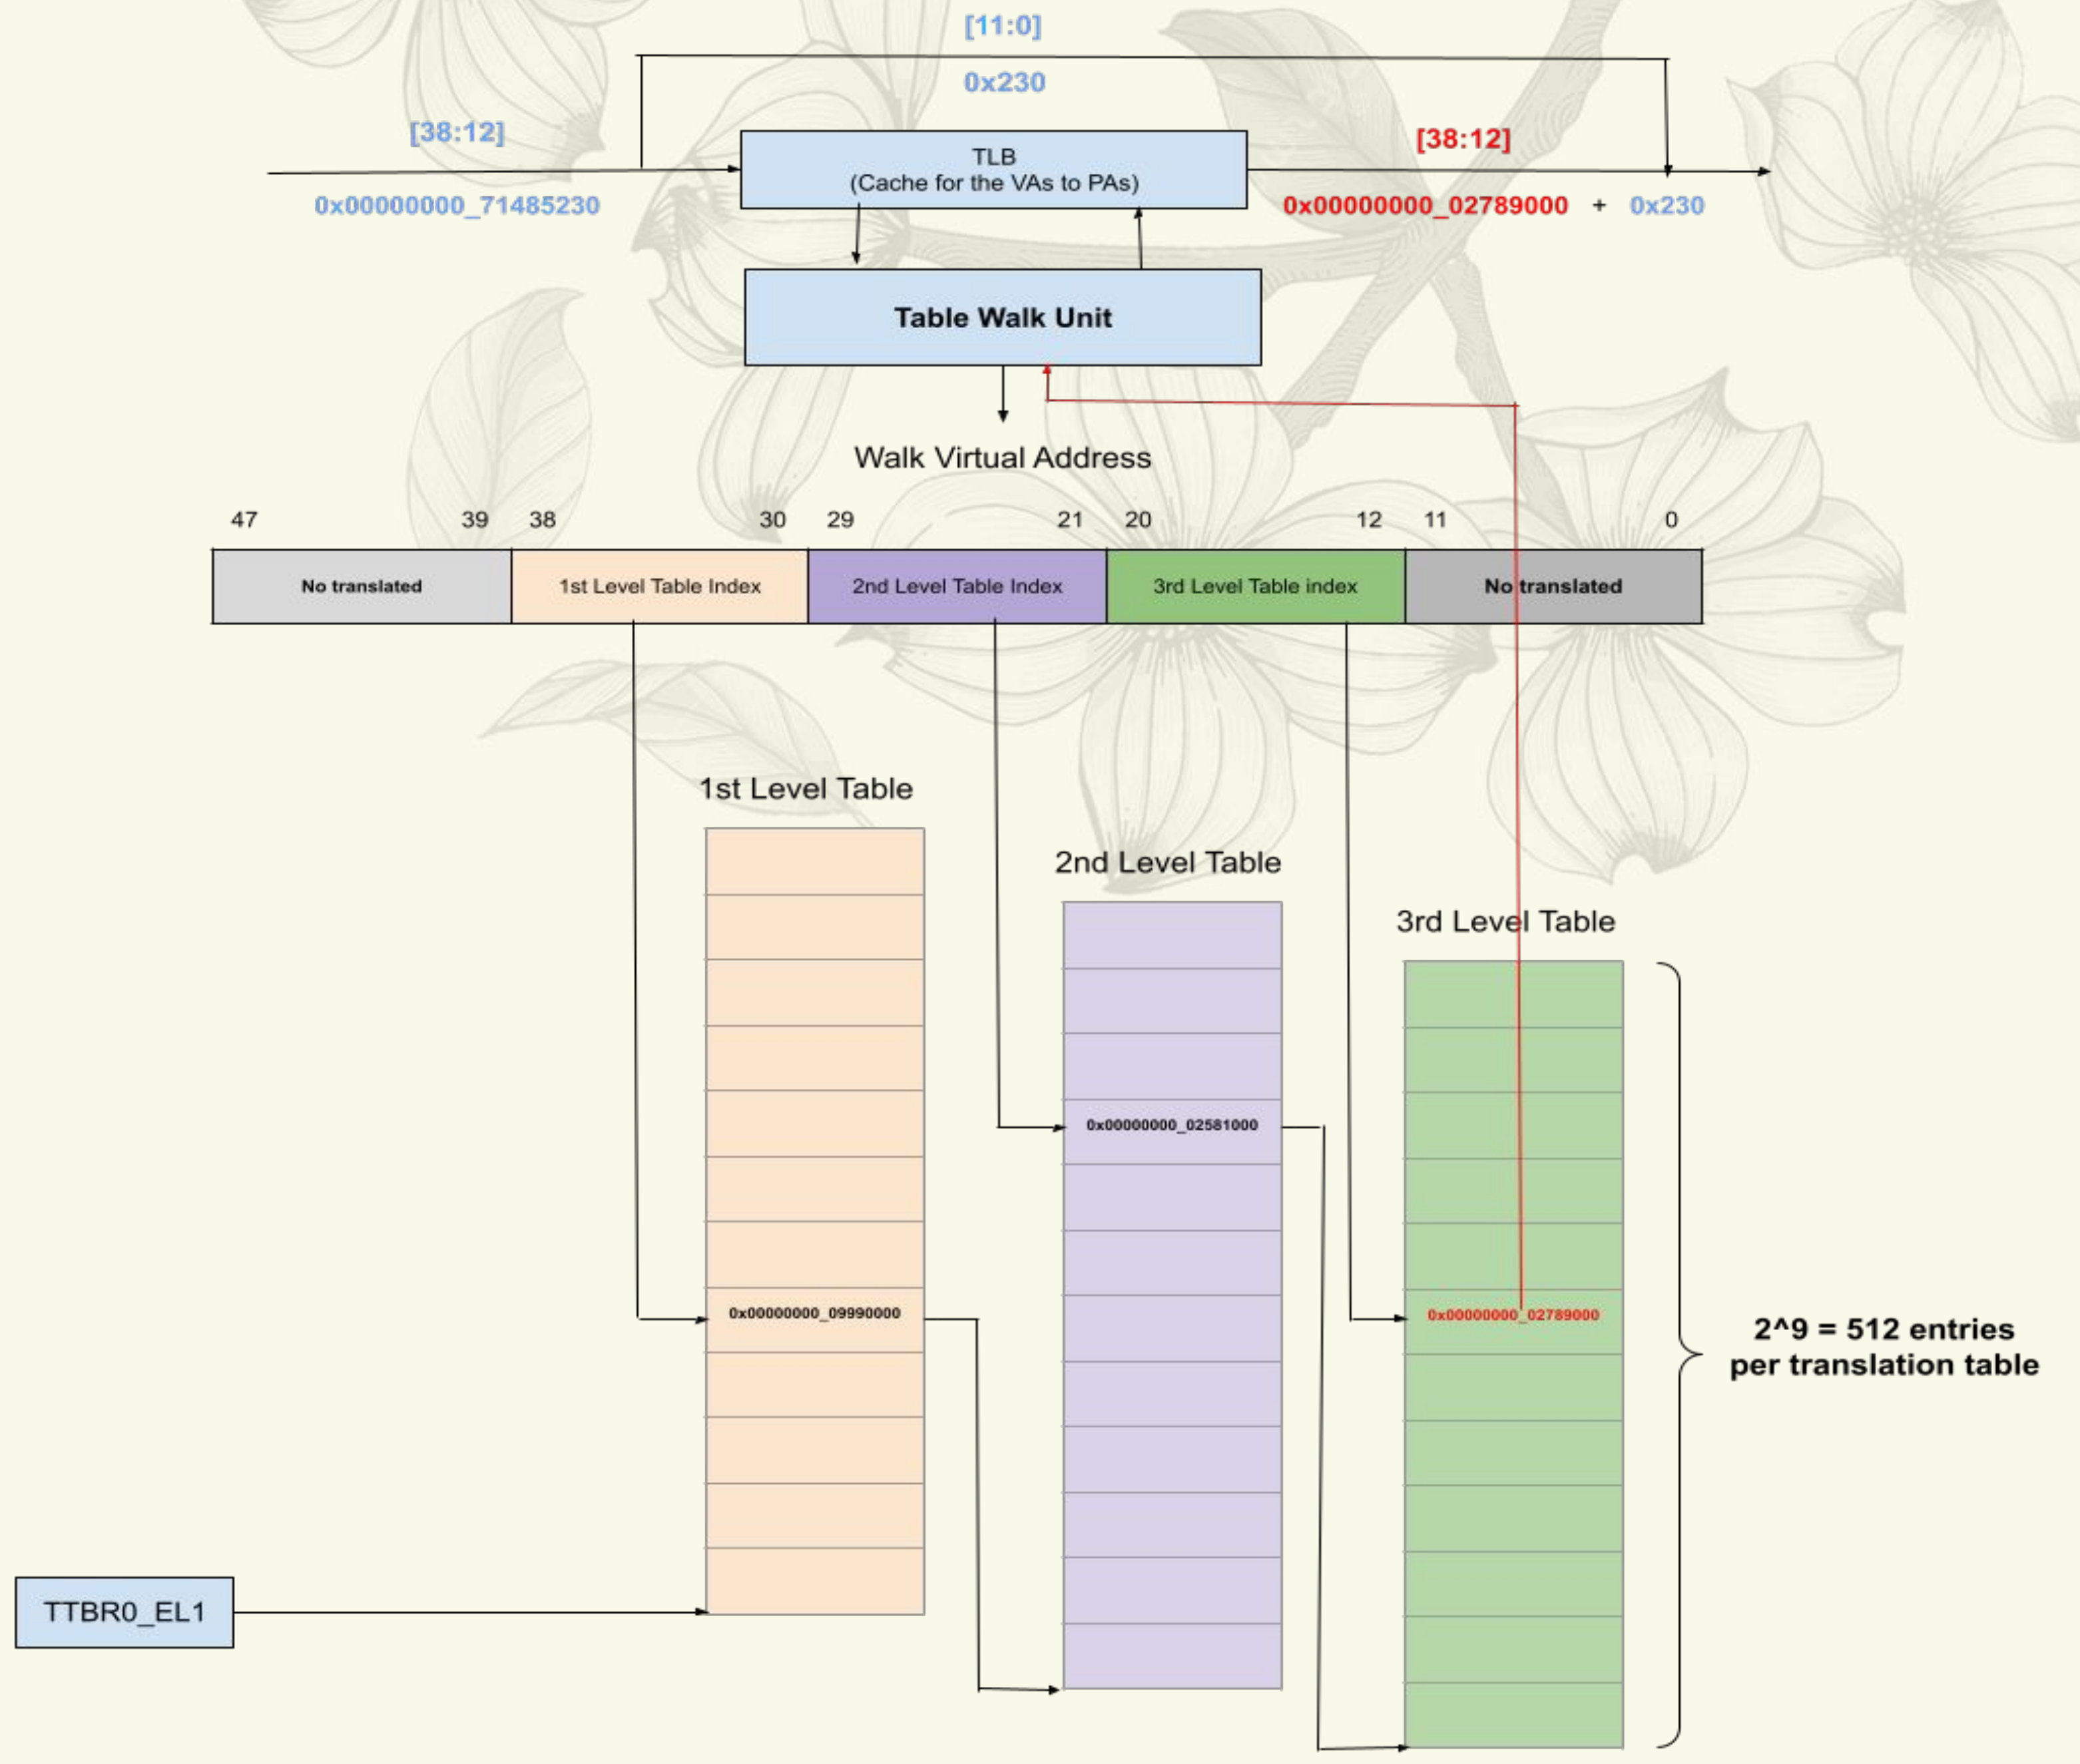 [11:0]
0x230
[38:12]
[38:12]
TLB
(Cache for the VAs to PAs)
0x00000000_71485230
0x00000000_02789000 + 0x230
Table Walk Unit
Walk Virtual Address
47 39 38 30 29 21 20 12 11 0
No translated
1st Level Table Index
2nd Level Table Index
3rd Level Table index
No translated
1st Level Table
2nd Level Table
3rd Level Table
0x00000000_02581000
0x00000000_09990000
0x00000000_02789000
2^9 = 512 entries
per translation table
TTBR0_EL1